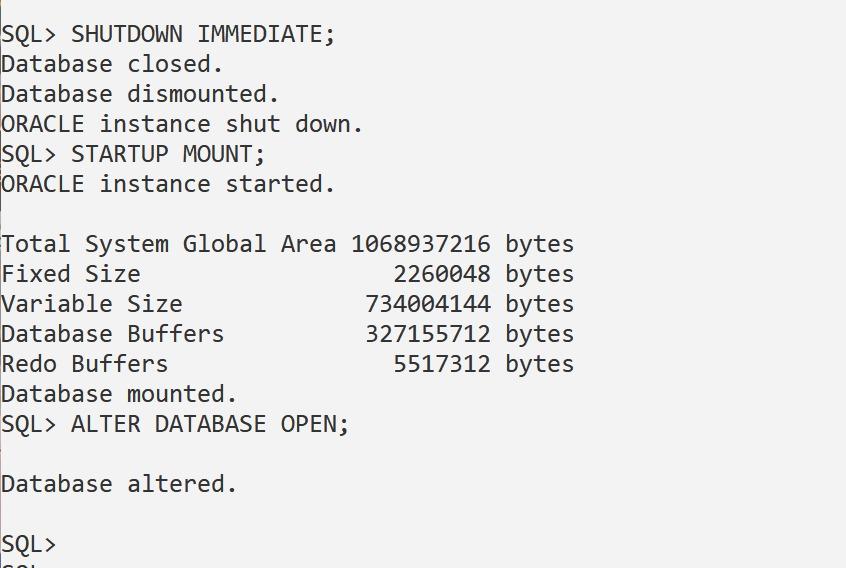 SQL> SHUTDOWN IMMEDIATE;
Database closed.
Database dismounted.
ORACLE instance shut down.
SQL> STARTUP MOUNT;
ORACLE instance started.
Total System Global Area 1068937216 bytes
Fixed Size                  2260048 bytes
Variable Size             734004144 bytes
Database Buffers          327155712 bytes
Redo Buffers                5517312 bytes
Database mounted.
SQL> ALTER DATABASE OPEN;
Database altered.
SQL>